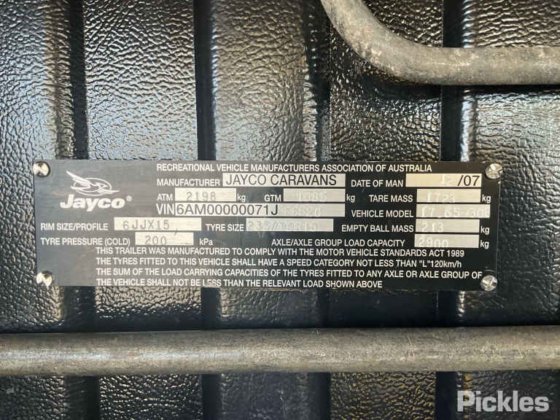 RECREATIONAL VEHICLE MANUFACTURERS ASSOCIATION OF AUSTRALIA
MANUFACTURER JAYCO CARAVANS DATE OF MAN /07
Jayco
ATM 2198 kg GTM kg TARE MASS
VIN 6AM00000071J VEHICLE MODEL
RIM SIZE/PROFILE 6JJX15 TYRE SIZE EMPTY BALL MASS 213
TYRE PRESSURE (COLD) 200 kPa AXLE/AXLE GROUP LOAD CAPACITY 2900
THIS TRAILER WAS MANUFACTURED TO COMPLY WITH THE MOTOR VEHICLE STANDARDS ACT 1989
THE TYRES FITTED TO THIS VEHICLE SHALL HAVE A SPEED CATEGORY NOT LESS THAN "L"120km/h
THE SUM OF THE LOAD CARRYING CAPACITIES OF THE TYRES FITTED TO ANY AXLE OR AXLE GROUP OF
THE VEHICLE SHALL NOT BE LESS THAN THE RELEVANT LOAD SHOWN ABOVE
Pickles